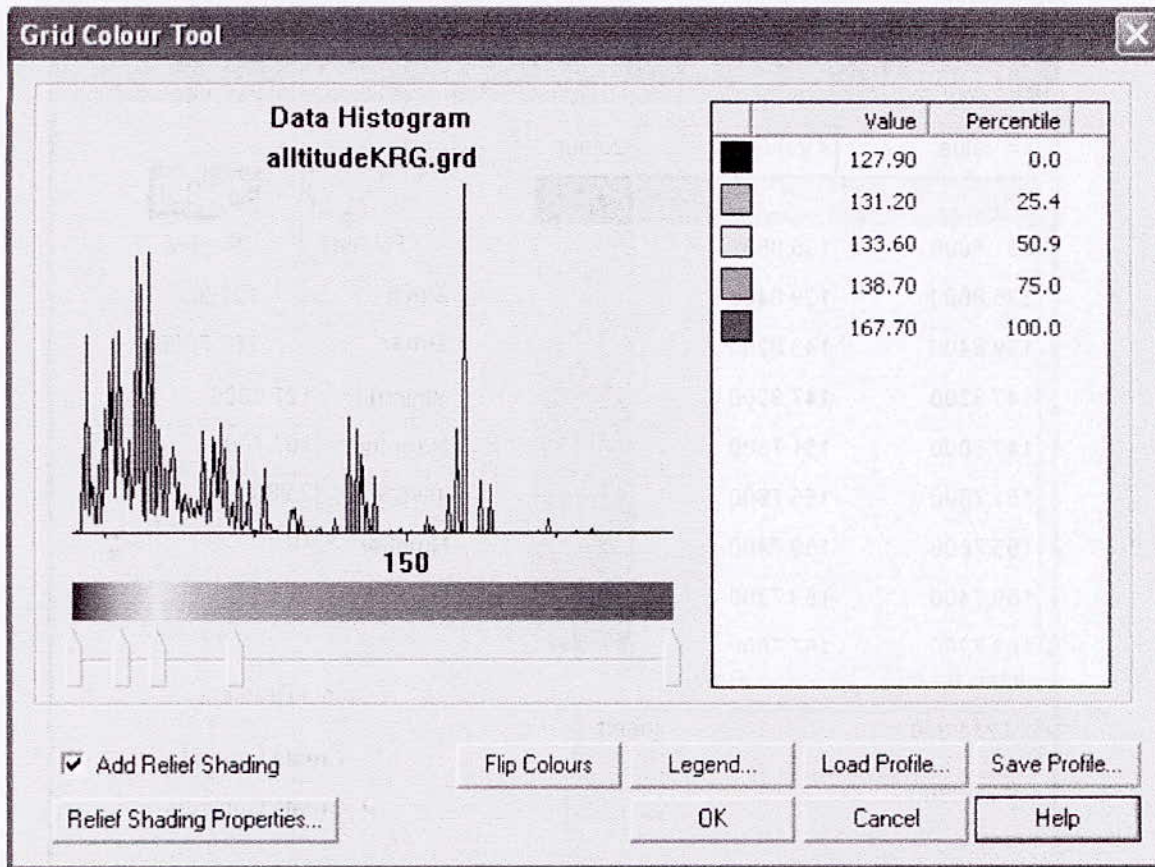 Grid Colour Tool
Data Histogram
alltitudeKRG.grd
150
Value Percentile
127.90 0.0
131.20 25.4
133.60 50.9
138.70 75.0
167.70 100.0
Add Relief Shading
Flip Colours Legend... Load Profile... Save Profile...
Relief Shading Properties... OK Cancel Help